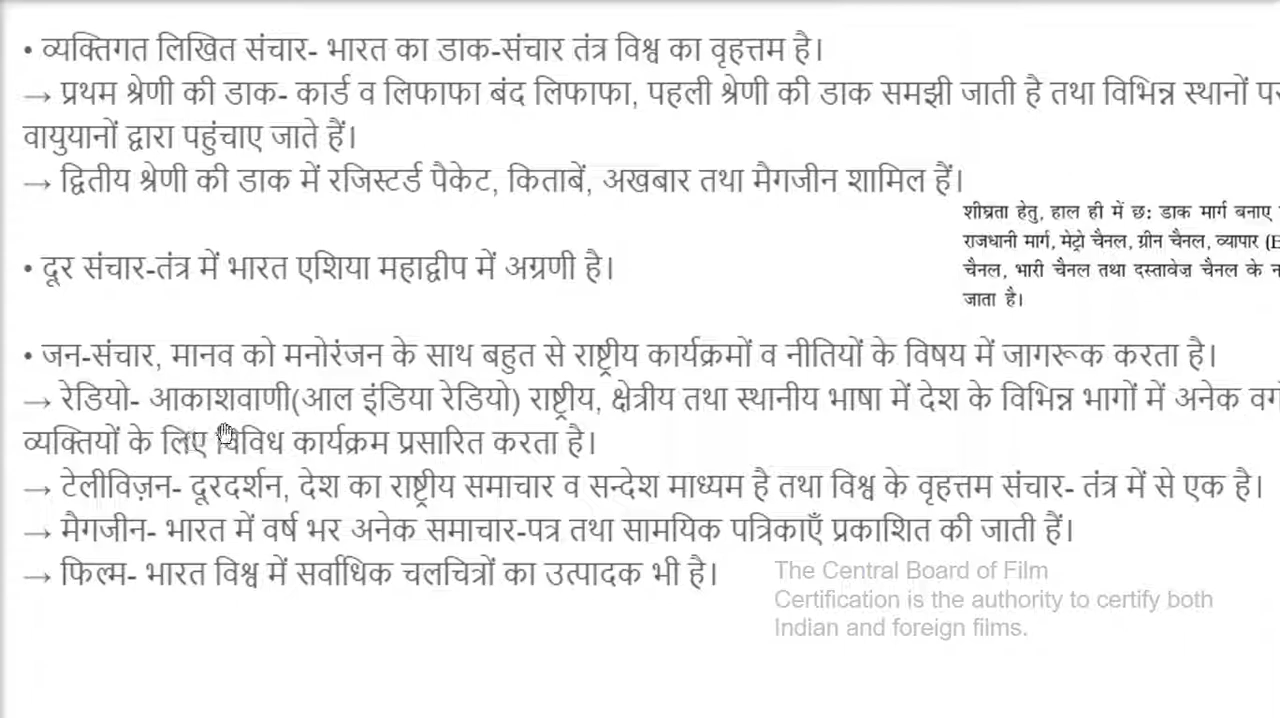 • व्यक्तिगत लिखित संचार- भारत का डाक-संचार तंत्र विश्व का वृहत्तम है।
→ प्रथम श्रेणी की डाक- कार्ड व लिफाफा बंद लिफाफा, पहली श्रेणी की डाक समझी जाती है तथा विभिन्न स्थानों पर
वायुयानों द्वारा पहुंचाए जाते हैं।
→ द्वितीय श्रेणी की डाक में रजिस्टर्ड पैकेट, किताबें, अखबार तथा मैगजीन शामिल हैं।
शीघ्रता हेतु, हाल ही में छ: डाक मार्ग बनाए
राजधानी मार्ग, मेट्रो चैनल, ग्रीन चैनल, व्यापार
चैनल, भारी चैनल तथा दस्तावेज़ चैनल के
जाता है।
• दूर संचार-तंत्र में भारत एशिया महाद्वीप में अग्रणी है।
• जन-संचार, मानव को मनोरंजन के साथ बहुत से राष्ट्रीय कार्यक्रमों व नीतियों के विषय में जागरूक करता है।
→ रेडियो- आकाशवाणी(आल इंडिया रेडियो) राष्ट्रीय, क्षेत्रीय तथा स्थानीय भाषा में देश के विभिन्न भागों में अनेक
व्यक्तियों के लिए विविध कार्यक्रम प्रसारित करता है।
→ टेलीविज़न- दूरदर्शन, देश का राष्ट्रीय समाचार व सन्देश माध्यम है तथा विश्व के वृहत्तम संचार- तंत्र में से एक है।
→ मैगजीन- भारत में वर्ष भर अनेक समाचार-पत्र तथा सामयिक पत्रिकाएँ प्रकाशित की जाती हैं।
→ फिल्म- भारत विश्व में सर्वाधिक चलचित्रों का उत्पादक भी है।
The Central Board of Film
Certification is the authority to certify both
Indian and foreign films.